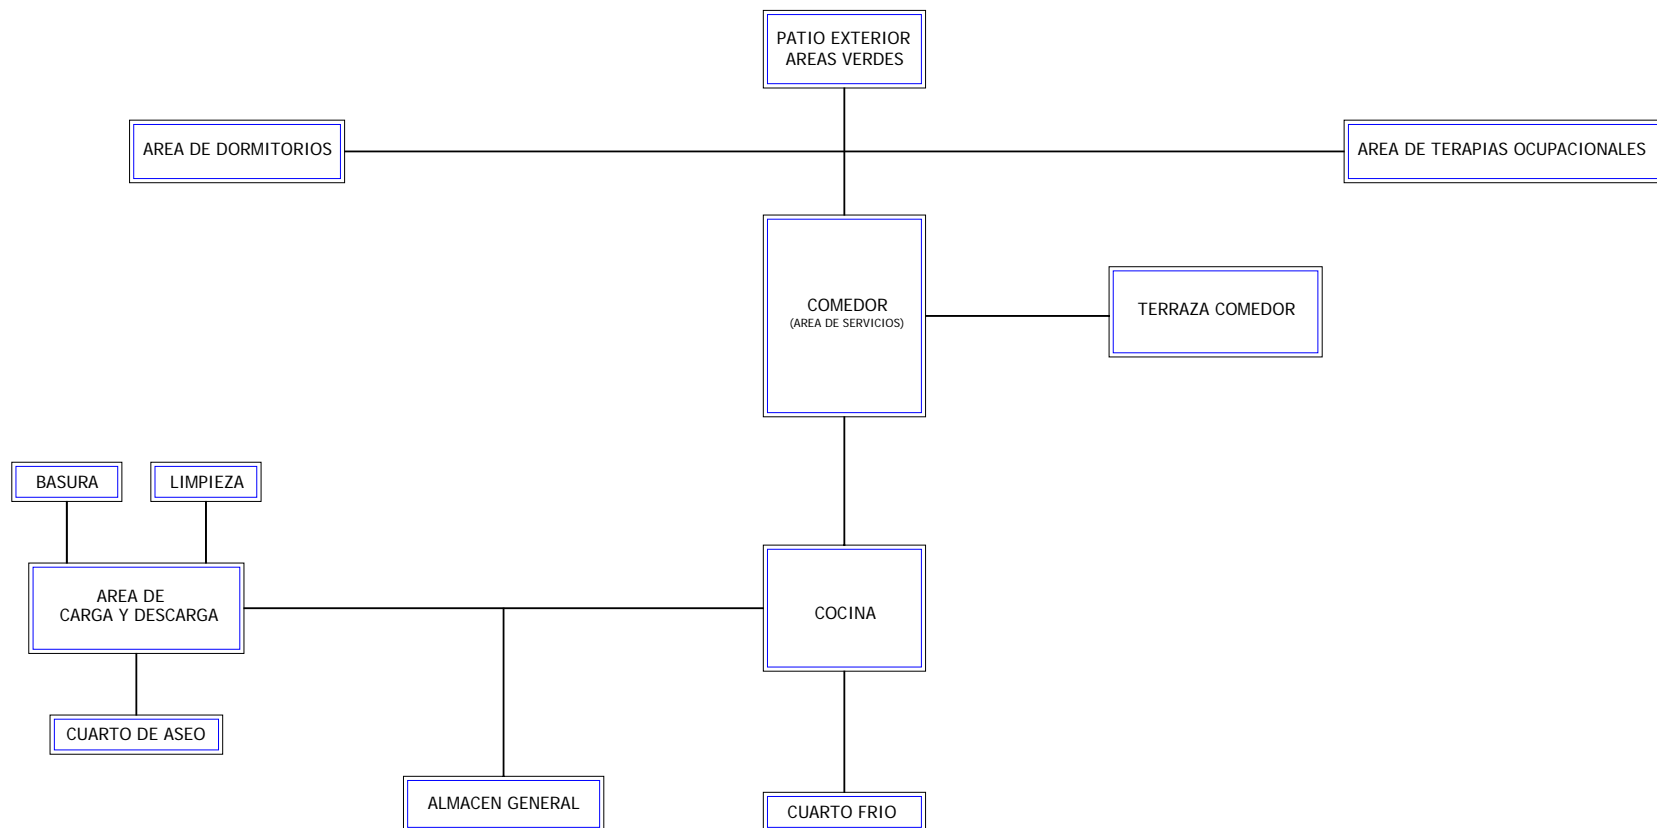 PATIO EXTERIOR
AREAS VERDES
AREA DE DORMITORIOS
AREA DE TERAPIAS OCUPACIONALES
COMEDOR
(AREA DE SERVICIOS)
TERRAZA COMEDOR
BASURA
LIMPIEZA
AREA DE
CARGA Y DESCARGA
COCINA
CUARTO DE ASEO
ALMACEN GENERAL
CUARTO FRIO